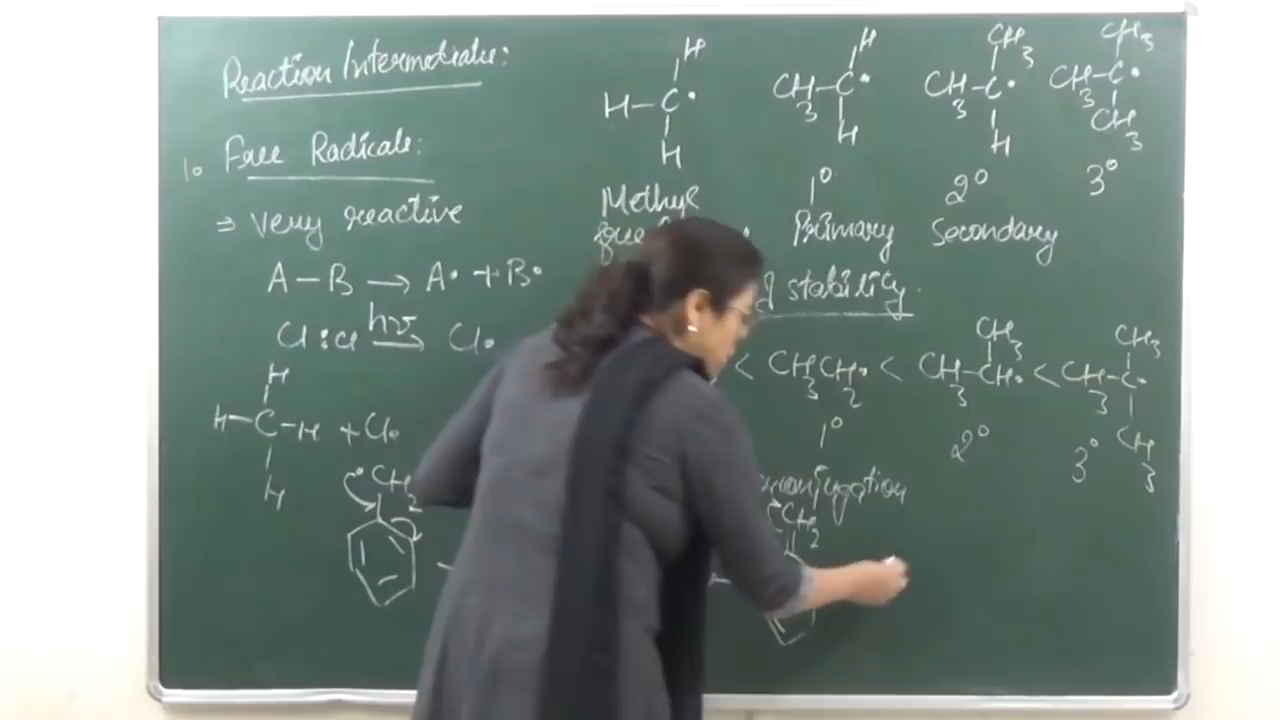 Reaction Intermediates:
1. Free Radicals:
⇒ very reactive
A – B → A• + B•
Cl : Cl hν → Cl•
H
H – C – H + Cl•
H
CH2
H
H – C•
H
Methyl
free
H
CH3 – C•
H
1°
Primary
CH3
CH3 – C•
H
2°
Secondary
CH3
CH3 – C•
CH3
3°
stability.
< CH3CH2• < CH3 – CH• < CH3 – C•
CH3
CH3
CH3
1°
2°
3°
CH2